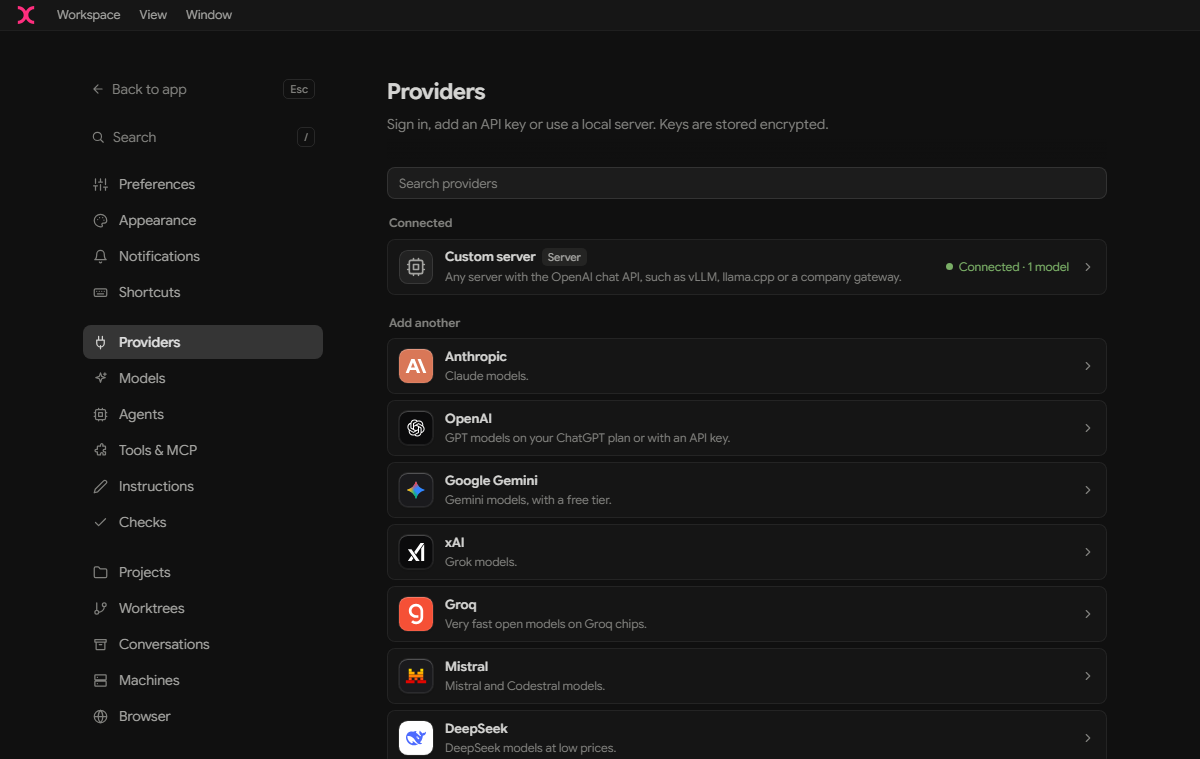 Workspace View Window
Back to app Esc
Search /
Preferences
Appearance
Notifications
Shortcuts
Providers
Models
Agents
Tools & MCP
Instructions
Checks
Projects
Worktrees
Conversations
Machines
Browser
Providers
Sign in, add an API key or use a local server. Keys are stored encrypted.
Search providers
Connected
Custom server Server
Any server with the OpenAI chat API, such as vLLM, llama.cpp or a company gateway.
Connected · 1 model
Add another
Anthropic
Claude models.
OpenAI
GPT models on your ChatGPT plan or with an API key.
Google Gemini
Gemini models, with a free tier.
xAI
Grok models.
Groq
Very fast open models on Groq chips.
Mistral
Mistral and Codestral models.
DeepSeek
DeepSeek models at low prices.